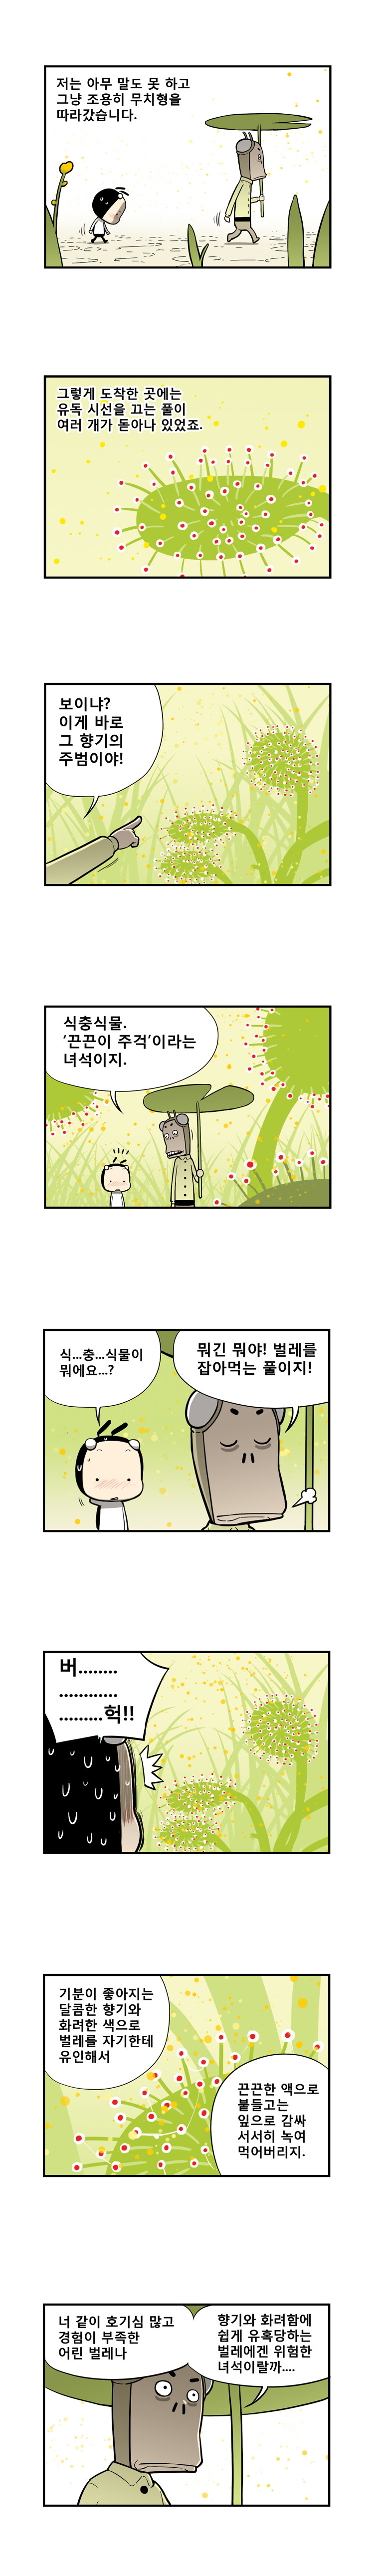 저는 아무 말도 못 하고
그냥 조용히 무치형을
따라갔습니다.
그렇게 도착한 곳에는
유독 시선을 끄는 풀이
여러 개가 돋아나 있었죠.
보이냐?
이게 바로
그 향기의
주범이야!
식충식물.
‘끈끈이 주걱’이라는
녀석이지.
식...충...식물이
뭐에요...?
뭐긴 뭐야! 벌레를
잡아먹는 풀이지!
버........
............
.........헉!!
기분이 좋아지는
달콤한 향기와
화려한 색으로
벌레를 자기한테
유인해서
끈끈한 액으로
붙들고는
잎으로 감싸
서서히 녹여
먹어버리지.
너 같이 호기심 많고
경험이 부족한
어린 벌레나
향기와 화려함에
쉽게 유혹당하는
벌레에겐 위험한
녀석이랄까....